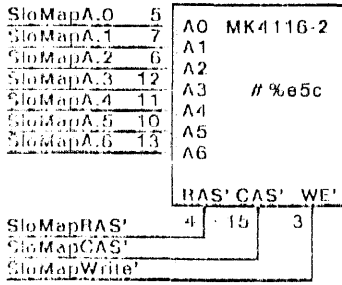 SloMapA.0 5 A0 MK4116-2
SloMapA.1 7 A1
SloMapA.2 6 A2
SloMapA.3 12 A3 #%e5c
SloMapA.4 11 A4
SloMapA.5 10 A5
SloMapA.6 13 A6
RAS' CAS' WE'
4 15 3
SloMapRAS'
SloMapCAS'
SloMapWrite'